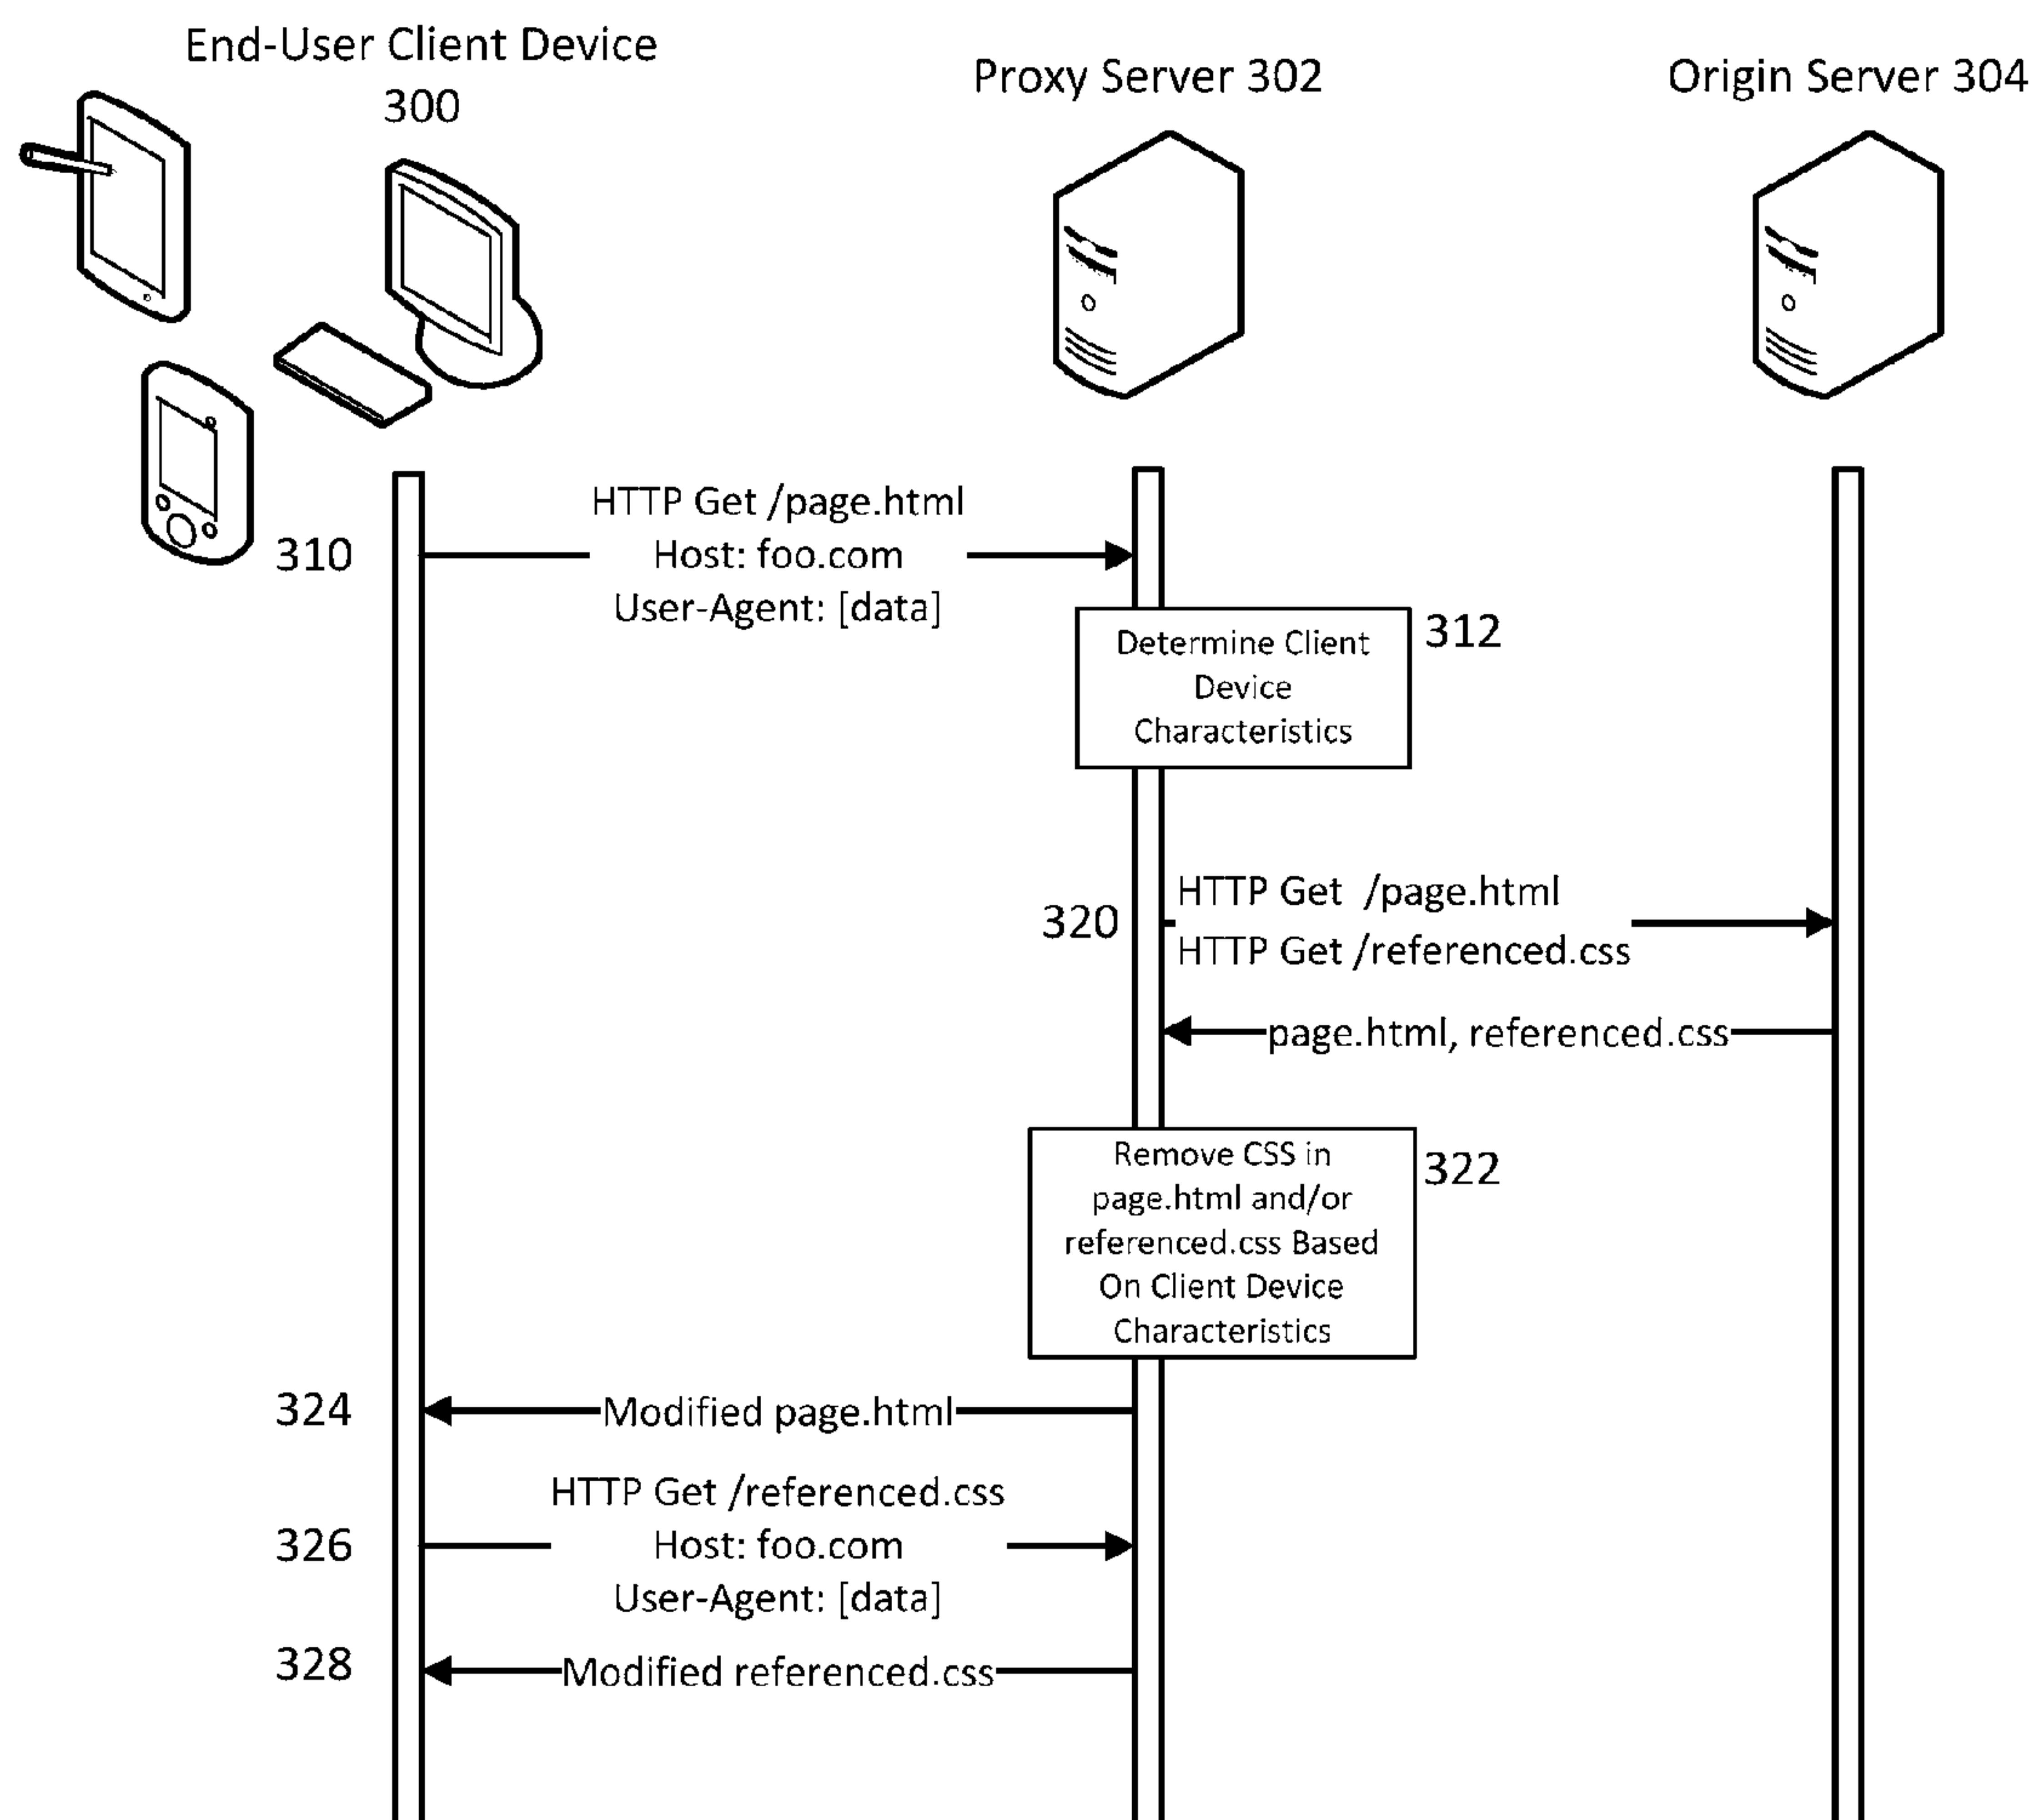 End-User Client Device
300
Proxy Server 302
Origin Server 304
HTTP Get /page.html
310
Host: foo.com
User-Agent: [data]
Determine Client
Device
Characteristics
312
HTTP Get /page.html
320
HTTP Get /referenced.css
page.html, referenced.css
Remove CSS in
page.html and/or
referenced.css Based
On Client Device
Characteristics
322
324
Modified page.html
HTTP Get /referenced.css
326
Host: foo.com
User-Agent: [data]
328
Modified referenced.css